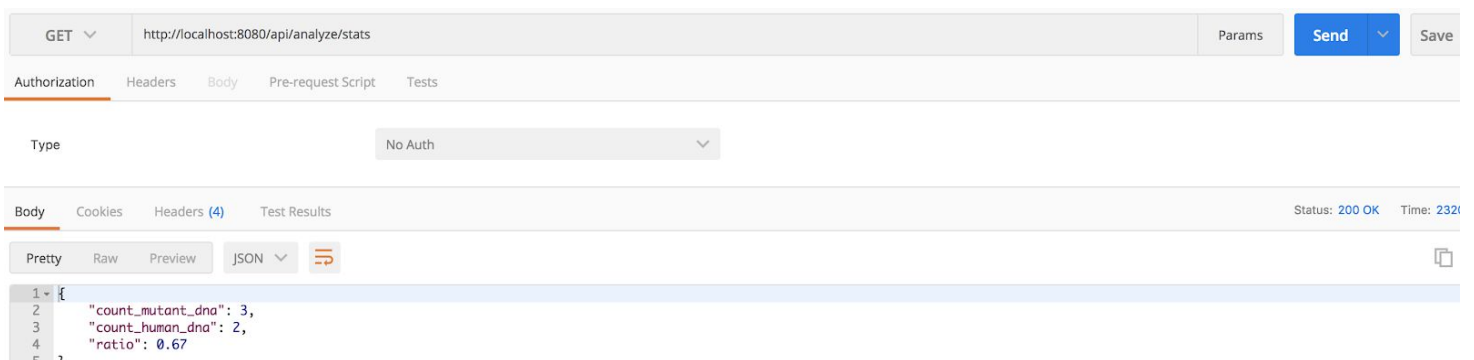 GET http://localhost:8080/api/analyze/stats Params Send Save
Authorization Headers Body Pre-request Script Tests
Type No Auth
Body Cookies Headers (4) Test Results Status: 200 OK Time: 2320
Pretty Raw Preview JSON
1 {
2 "count_mutant_dna": 3,
3 "count_human_dna": 2,
4 "ratio": 0.67
5 }